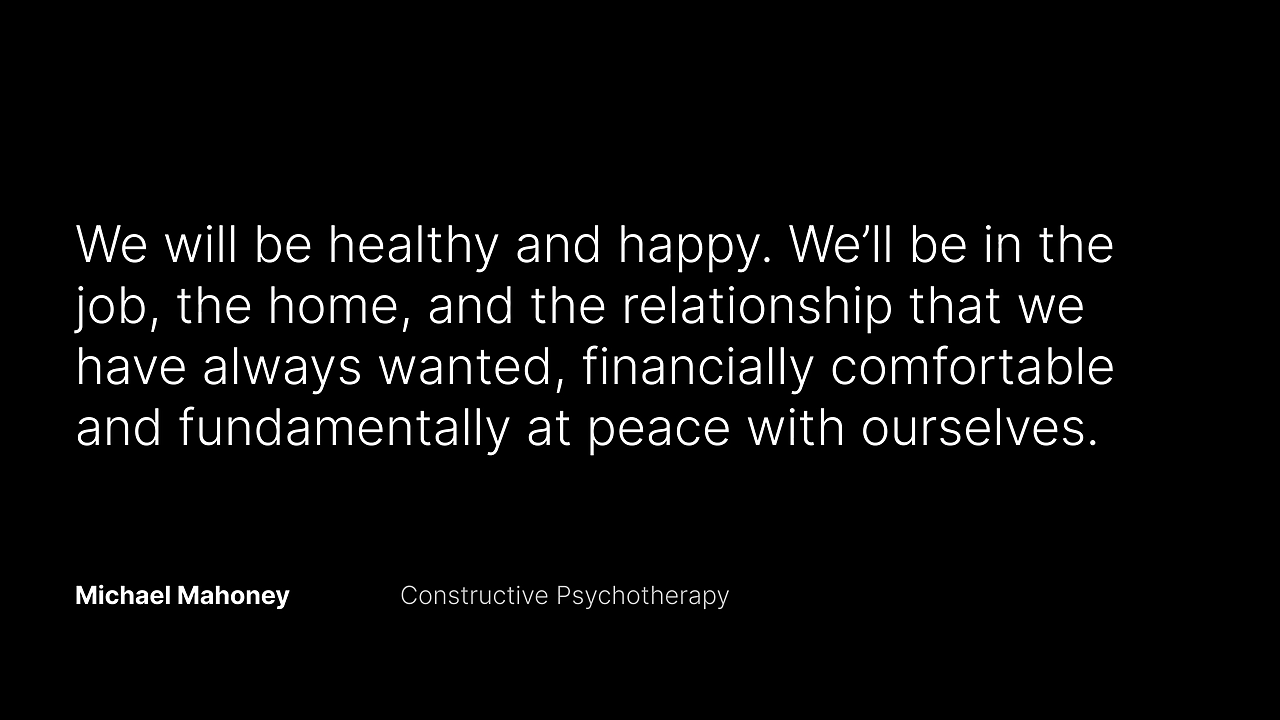 We will be healthy and happy. We’ll be in the
job, the home, and the relationship that we
have always wanted, financially comfortable
and fundamentally at peace with ourselves.
Michael Mahoney Constructive Psychotherapy